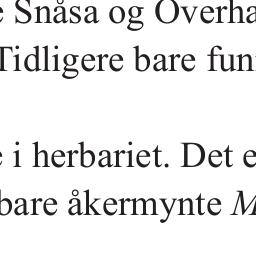 e Snåsa og Overha
Tidligere bare fun
e i herbariet. Det e
bare åkermynte M